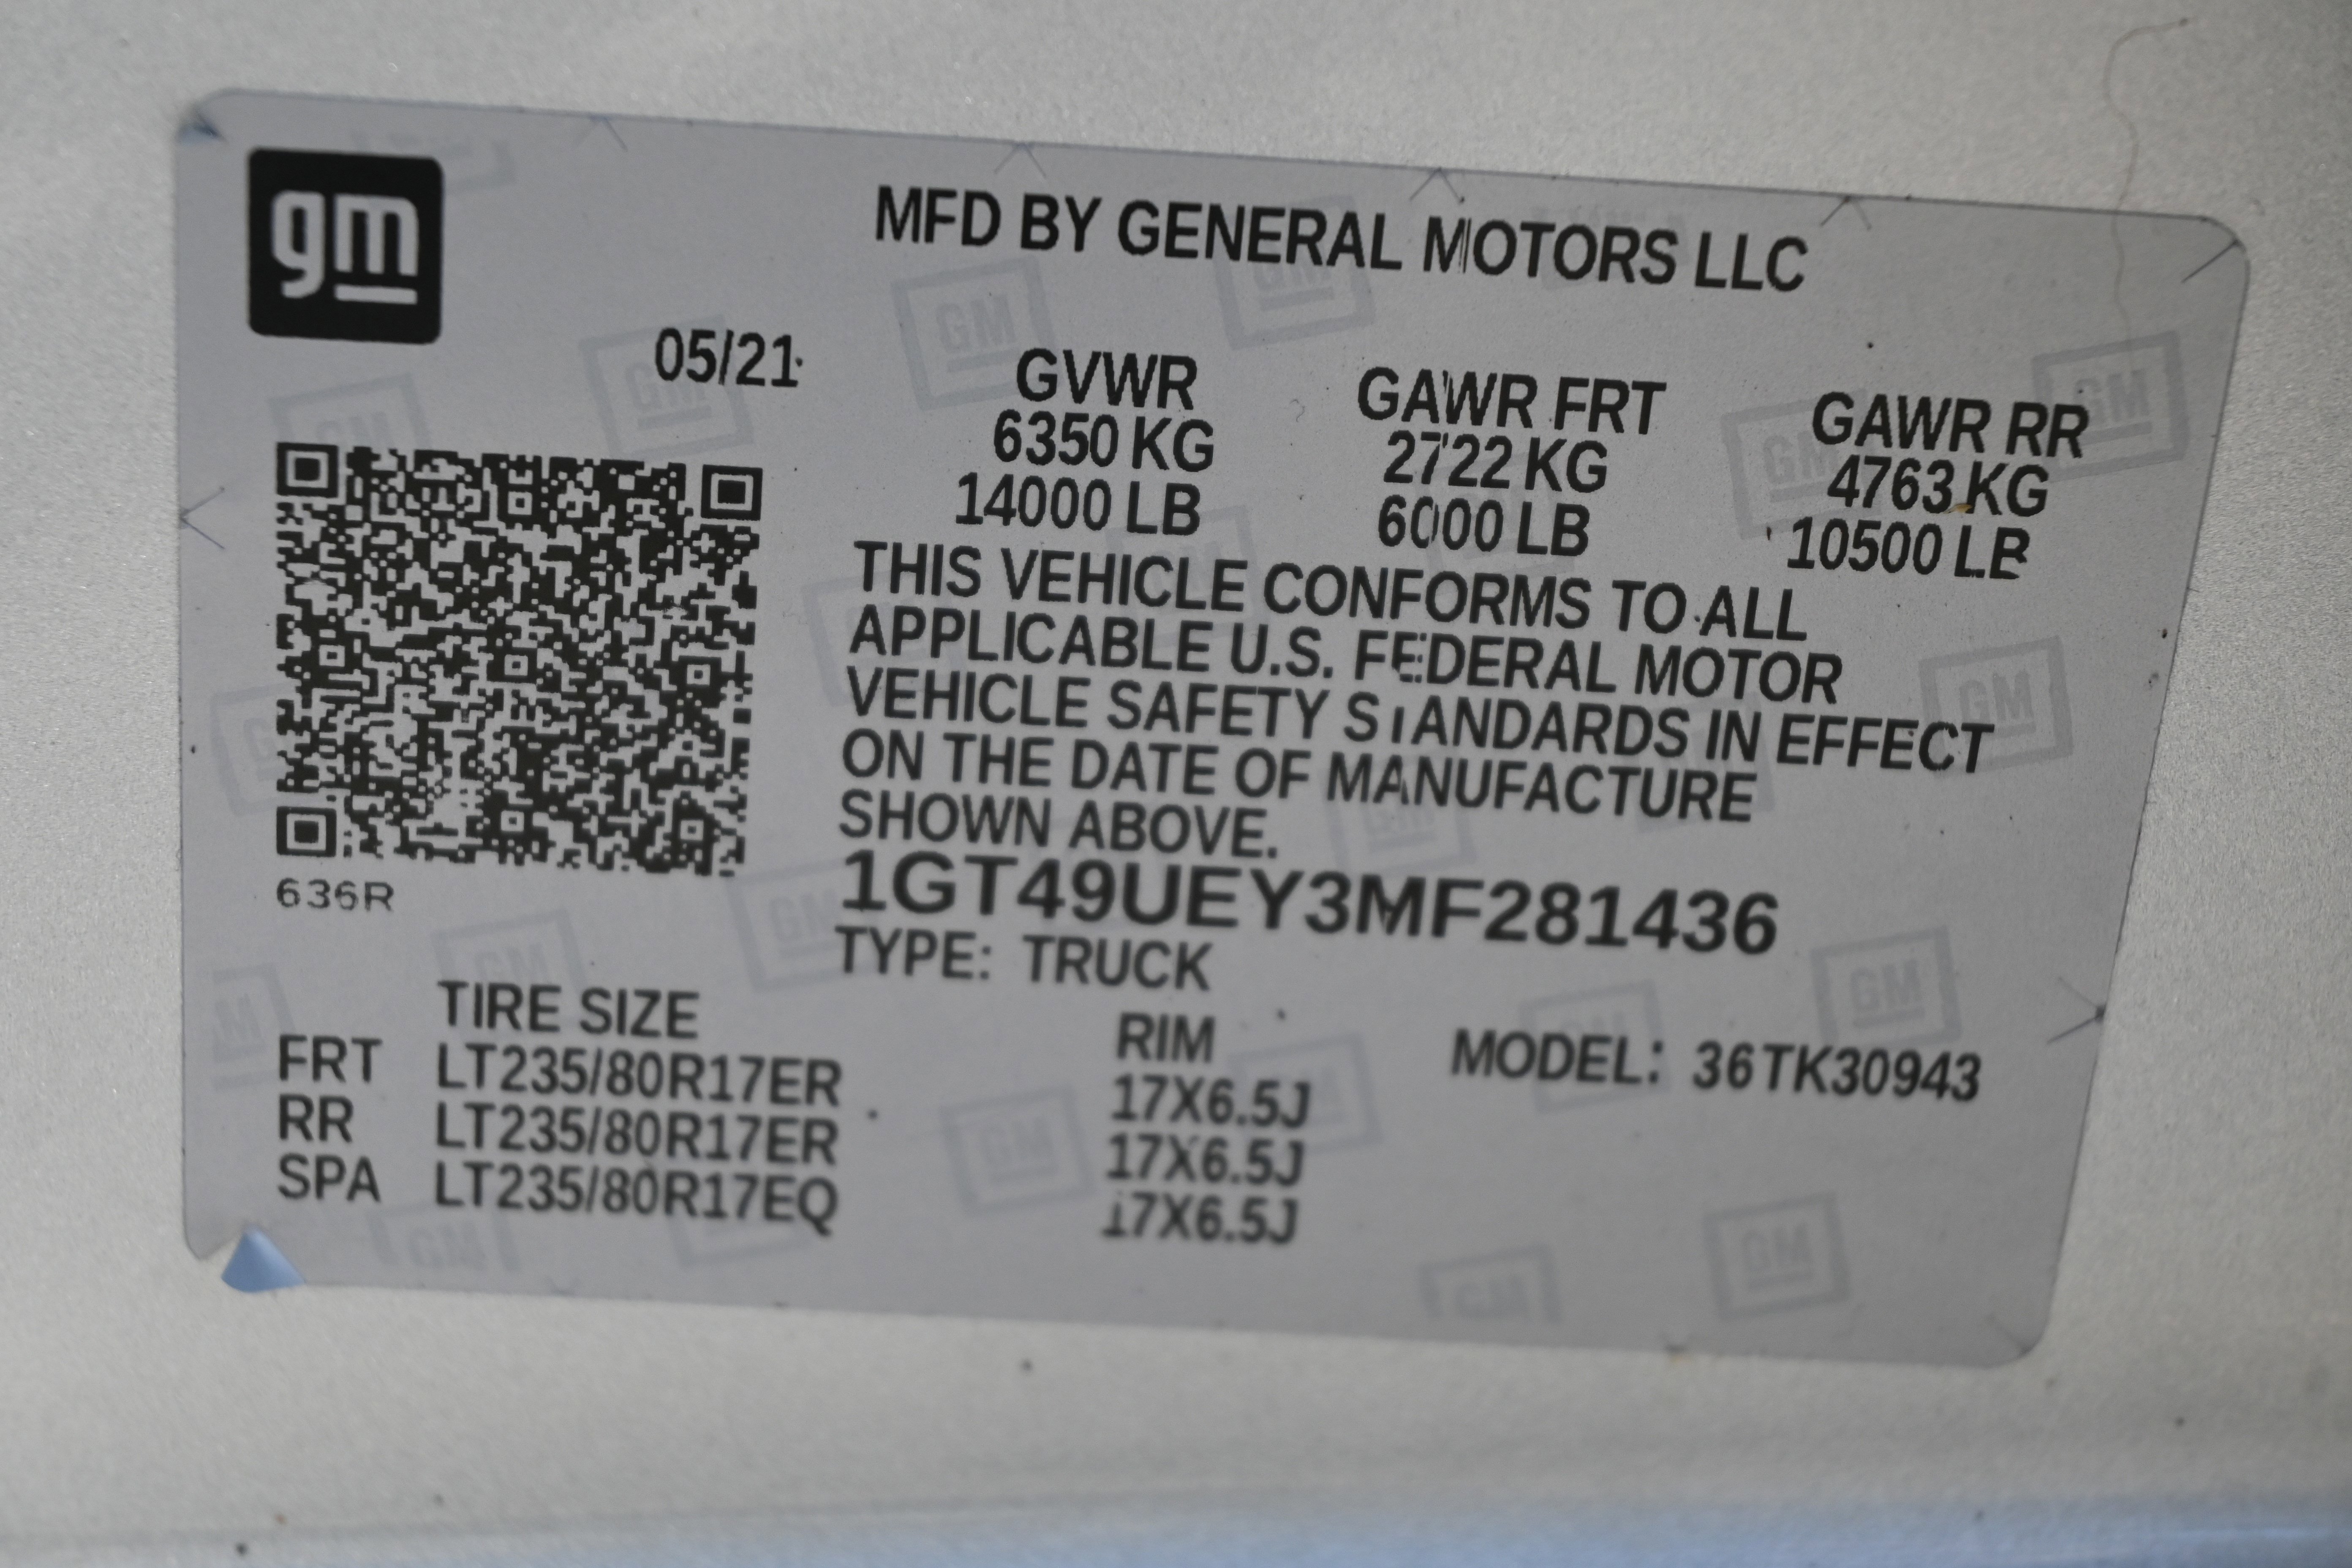 gm
MFD BY GENERAL MOTORS LLC
05/21
GVWR GAWR FRT GAWR RR
6350 KG 2722 KG 4763 KG
14000 LB 6000 LB 10500 LB
THIS VEHICLE CONFORMS TO ALL
APPLICABLE U.S. FEDERAL MOTOR
VEHICLE SAFETY STANDARDS IN EFFECT
ON THE DATE OF MANUFACTURE
SHOWN ABOVE.
636R
1GT49UEY3MF281436
TYPE: TRUCK
TIRE SIZE RIM MODEL: 36TK30943
FRT LT235/80R17ER 17X6.5J
RR LT235/80R17ER 17X6.5J
SPA LT235/80R17EQ 17X6.5J